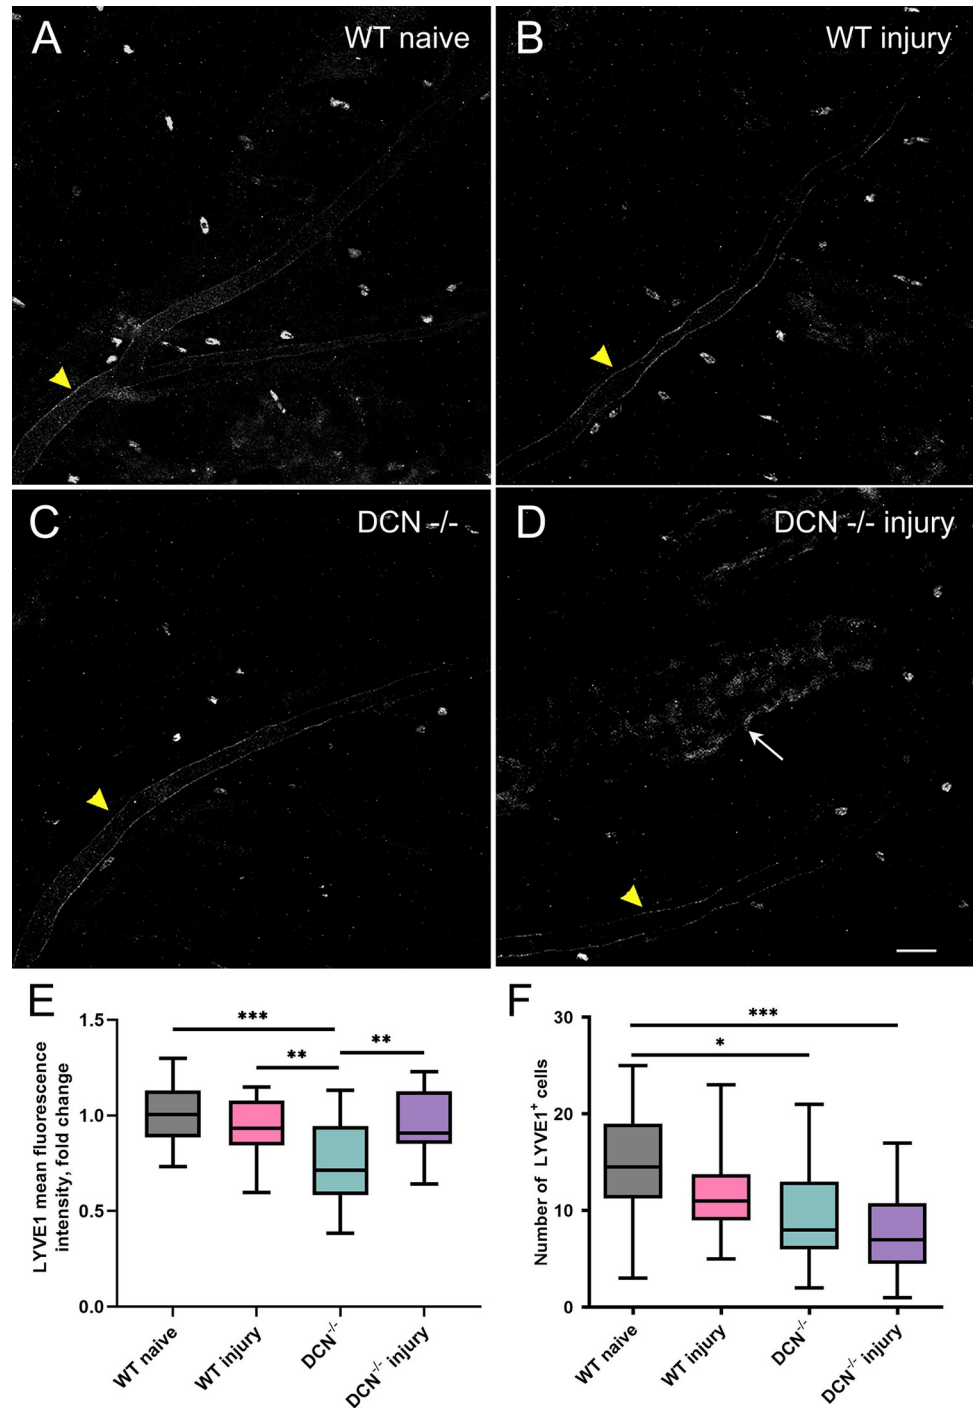 A
WT naive
B
WT injury
C
DCN -/-
D
DCN -/- injury
E
LYVE1 mean fluorescence
intensity, fold change
1.5
1.0
0.5
0.0
***
**
**
WT naive
WT injury
DCN-/-
DCN-/- injury
F
Number of LYVE1+ cells
30
20
10
0
***
*
WT naive
WT injury
DCN-/-
DCN-/- injury